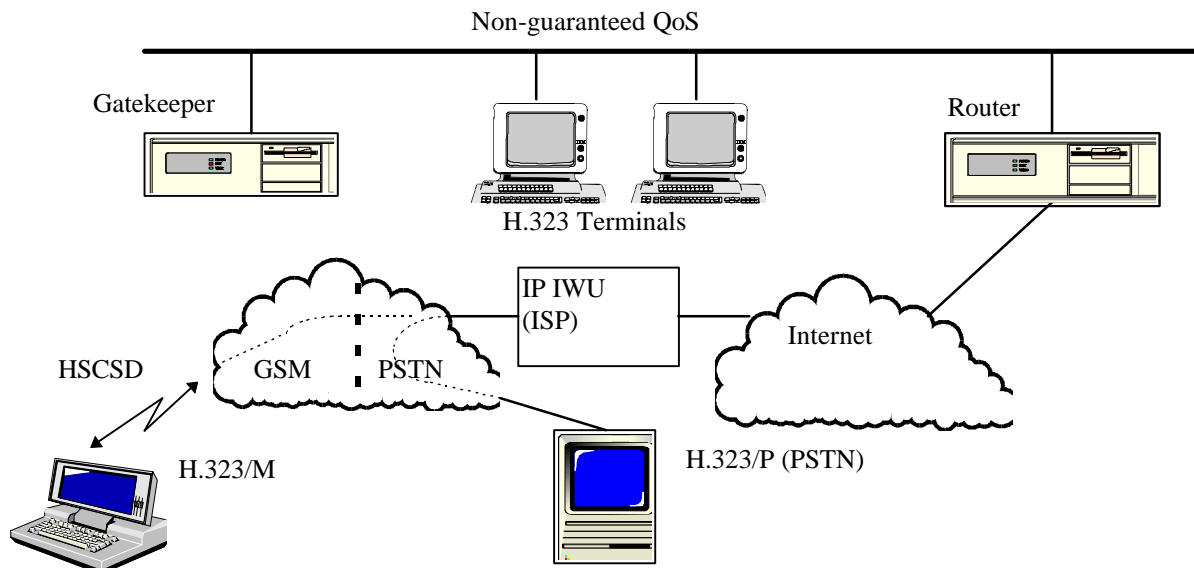 Non-guaranteed QoS
Gatekeeper
Router
H.323 Terminals
IP IWU
(ISP)
Internet
HSCSD
GSM
PSTN
H.323/M
H.323/P (PSTN)